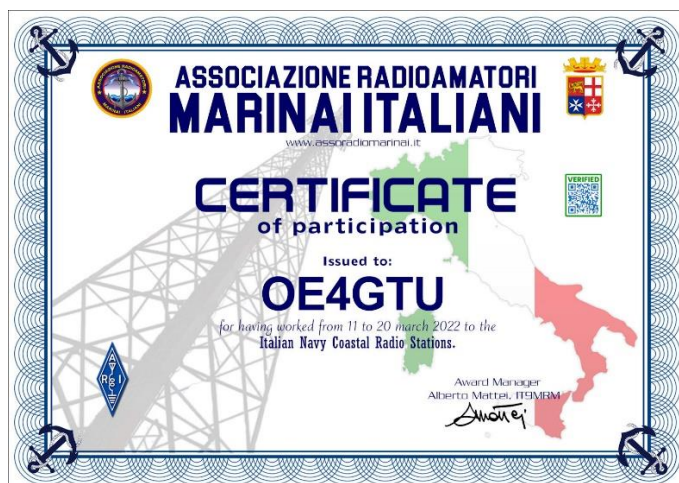 ASSOCIAZIONE RADIOAMATORI
MARINAI ITALIANI
www.assoradiomarinai.it
VERIFIED
CERTIFICATE
of participation
Issued to:
OE4GTU
for having worked from 11 to 20 march 2022 to the
Italian Navy Coastal Radio Stations.
A
R I
Award Manager
Alberto Mattei, IT9MRM